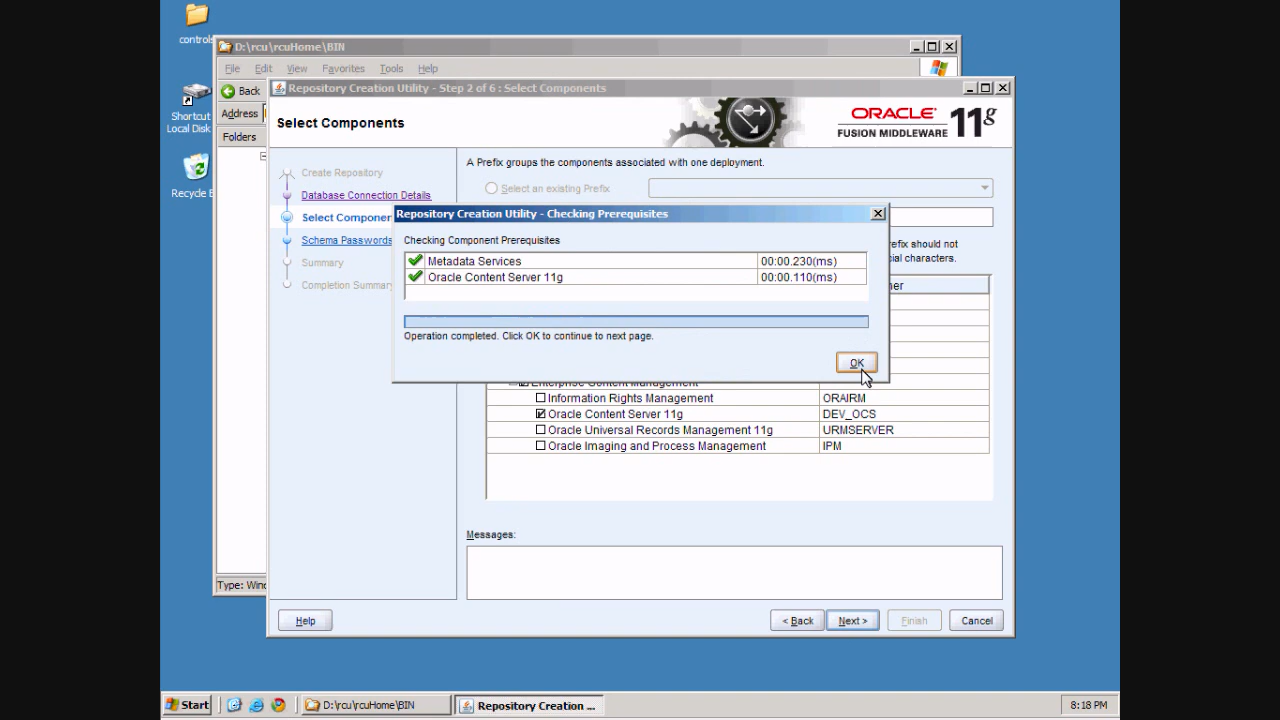 controls
D:\rcu\rcuHome\BIN
File Edit View Favorites Tools Help
Back
Repository Creation Utility - Step 2 of 6 : Select Components
Address
Shortcut
Local Disk
Folders
Select Components
ORACLE
FUSION MIDDLEWARE 11g
A Prefix groups the components associated with one deployment.
Create Repository
Select an existing Prefix
Recycle B
Database Connection Details
Select Componen
Repository Creation Utility - Checking Prerequisites
Schema Passwords
Checking Component Prerequisites
refix should not
cial characters.
Metadata Services 00:00.230(ms)
Summary
Oracle Content Server 11g 00:00.110(ms)
Completion Summary
ner
Operation completed. Click OK to continue to next page.
OK
Enterprise Content Management
Information Rights Management ORAIRM
Oracle Content Server 11g DEV_OCS
Oracle Universal Records Management 11g URMSERVER
Oracle Imaging and Process Management IPM
Messages:
Type: Wind
Help < Back Next > Finish Cancel
Start D:\rcu\rcuHome\BIN Repository Creation ... 8:18 PM